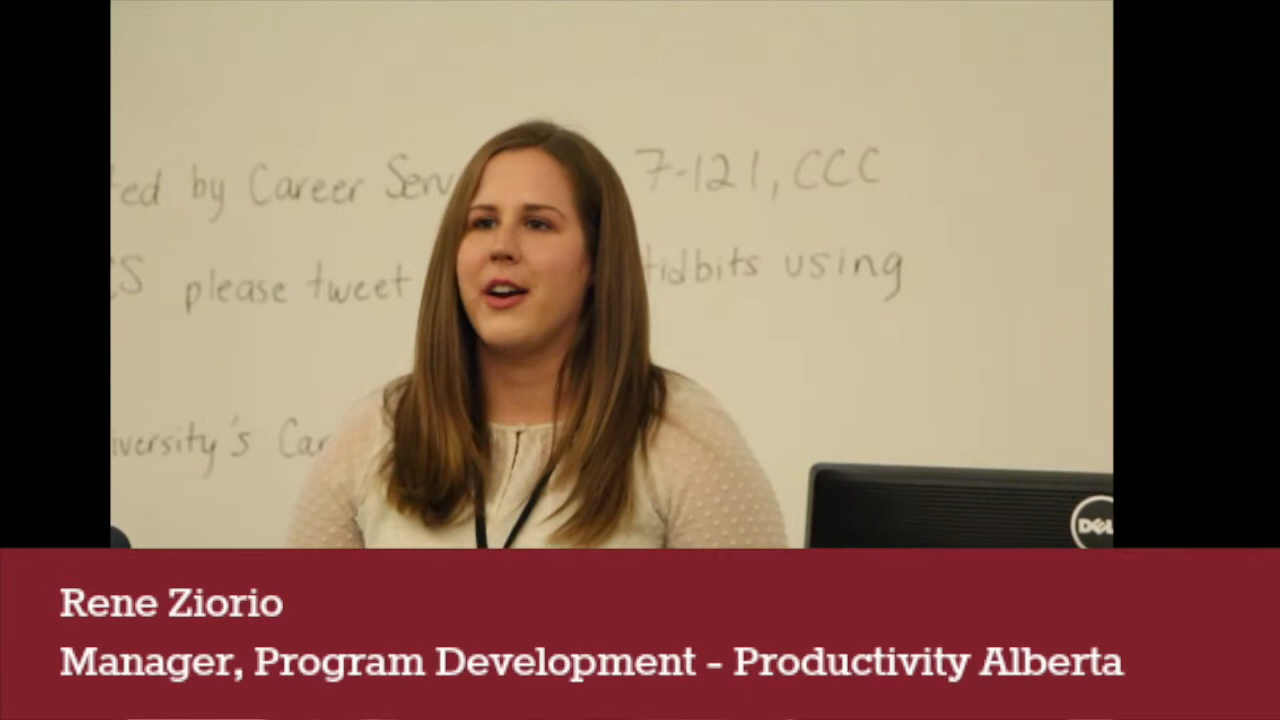 ted by Career Serv 7-121, CCC
CS please tweet tidbits using
iversity's Car
DELL
Rene Ziorio
Manager, Program Development - Productivity Alberta